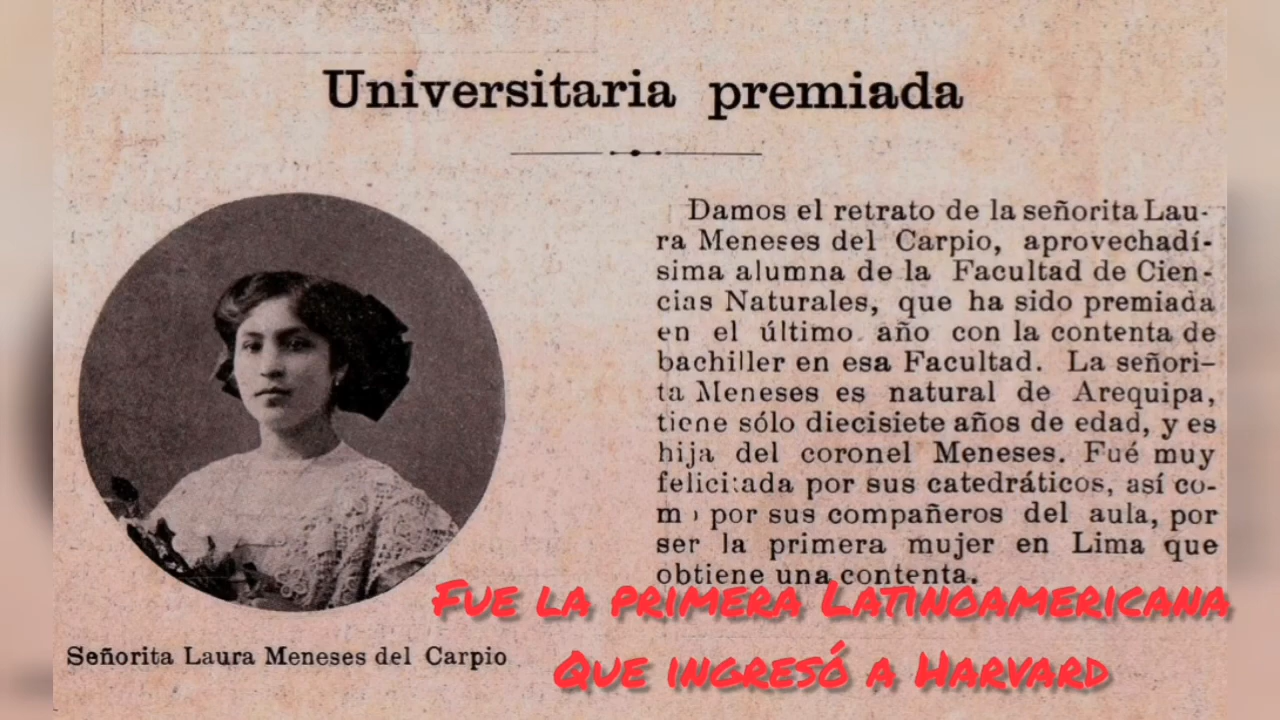 Universitaria premiada
Damos el retrato de la señorita Lau-
ra Meneses del Carpio, aprovechadí-
sima alumna de la Facultad de Cien-
cias Naturales, que ha sido premiada
en el último año con la contenta de
bachiller en esa Facultad. La señori-
ta Meneses es natural de Arequipa,
tiene sólo diecisiete años de edad, y es
hija del coronel Meneses. Fué muy
felicitada por sus catedráticos, así co-
mo por sus compañeros del aula, por
ser la primera mujer en Lima que
obtiene una contenta.
Señorita Laura Meneses del Carpio
Fue la primera Latinoamericana
Que ingresó a Harvard